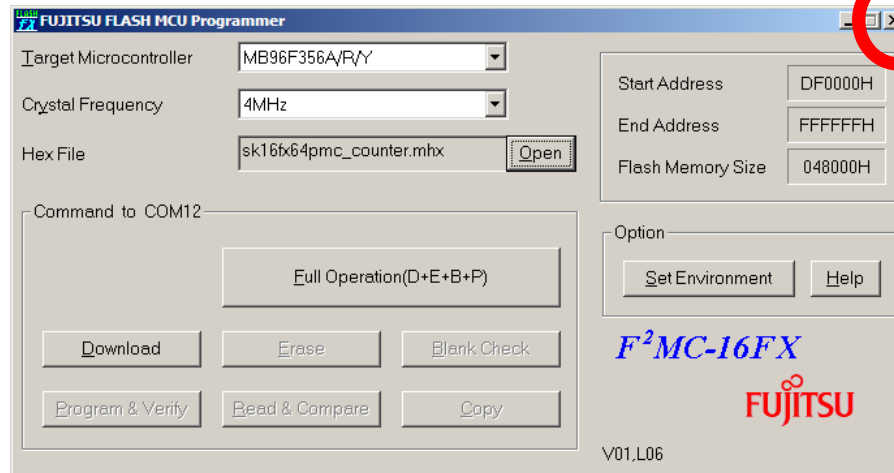 FLASH FX FUJITSU FLASH MCU Programmer
Target Microcontroller MB96F356A/R/Y
Crystal Frequency 4MHz
Hex File sk16fx64pmc_counter.mhx Open
Start Address DF0000H
End Address FFFFFFH
Flash Memory Size 048000H
Command to COM12
Full Operation(D+E+B+P)
Download Erase Blank Check
Program & Verify Read & Compare Copy
Option
Set Environment Help
F²MC-16FX
FUJITSU
V01,L06